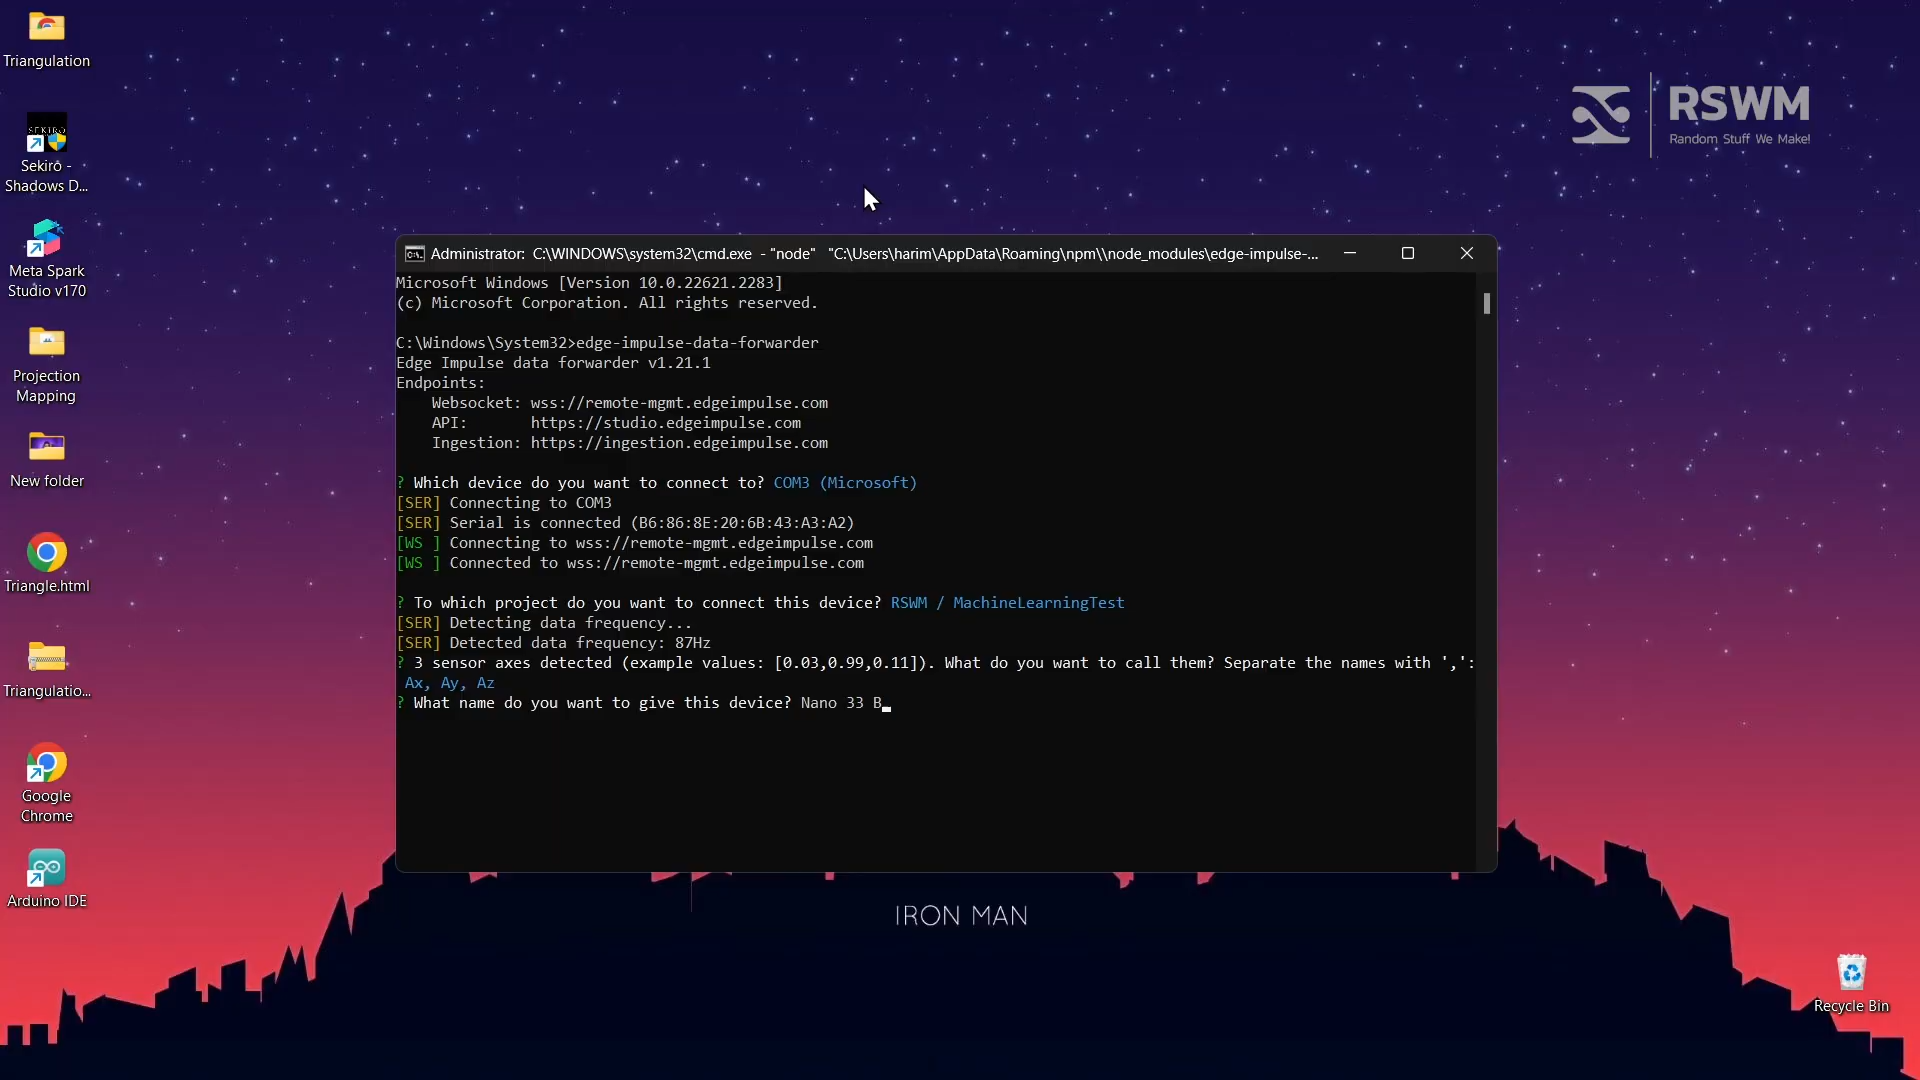 Triangulation
SEKIRO
Sekiro -
Shadows D...
Meta Spark
Studio v170
Projection
Mapping
New folder
Triangle.html
Triangulatio...
Google
Chrome
Arduino IDE
RSWM
Random Stuff We Make!
Administrator: C:\WINDOWS\system32\cmd.exe - "node" "C:\Users\harim\AppData\Roaming\npm\\node_modules\edge-impulse-...
Microsoft Windows [Version 10.0.22621.2283]
(c) Microsoft Corporation. All rights reserved.
C:\Windows\System32>edge-impulse-data-forwarder
Edge Impulse data forwarder v1.21.1
Endpoints:
Websocket: wss://remote-mgmt.edgeimpulse.com
API: https://studio.edgeimpulse.com
Ingestion: https://ingestion.edgeimpulse.com
? Which device do you want to connect to? COM3 (Microsoft)
[SER] Connecting to COM3
[SER] Serial is connected (B6:86:8E:20:6B:43:A3:A2)
[WS ] Connecting to wss://remote-mgmt.edgeimpulse.com
[WS ] Connected to wss://remote-mgmt.edgeimpulse.com
? To which project do you want to connect this device? RSWM / MachineLearningTest
[SER] Detecting data frequency...
[SER] Detected data frequency: 87Hz
? 3 sensor axes detected (example values: [0.03,0.99,0.11]). What do you want to call them? Separate the names with ',':
Ax, Ay, Az
? What name do you want to give this device? Nano 33 B
IRON MAN
Recycle Bin